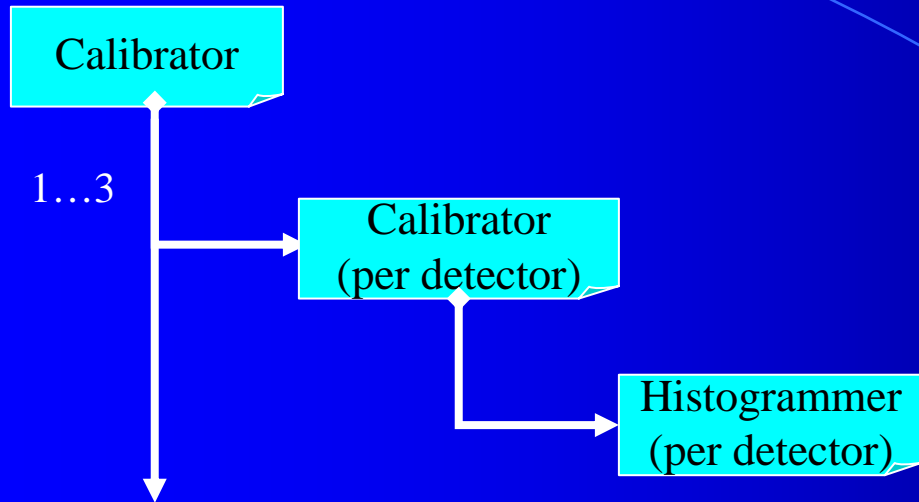 Calibrator
1…3
Calibrator
(per detector)
Histogrammer
(per detector)